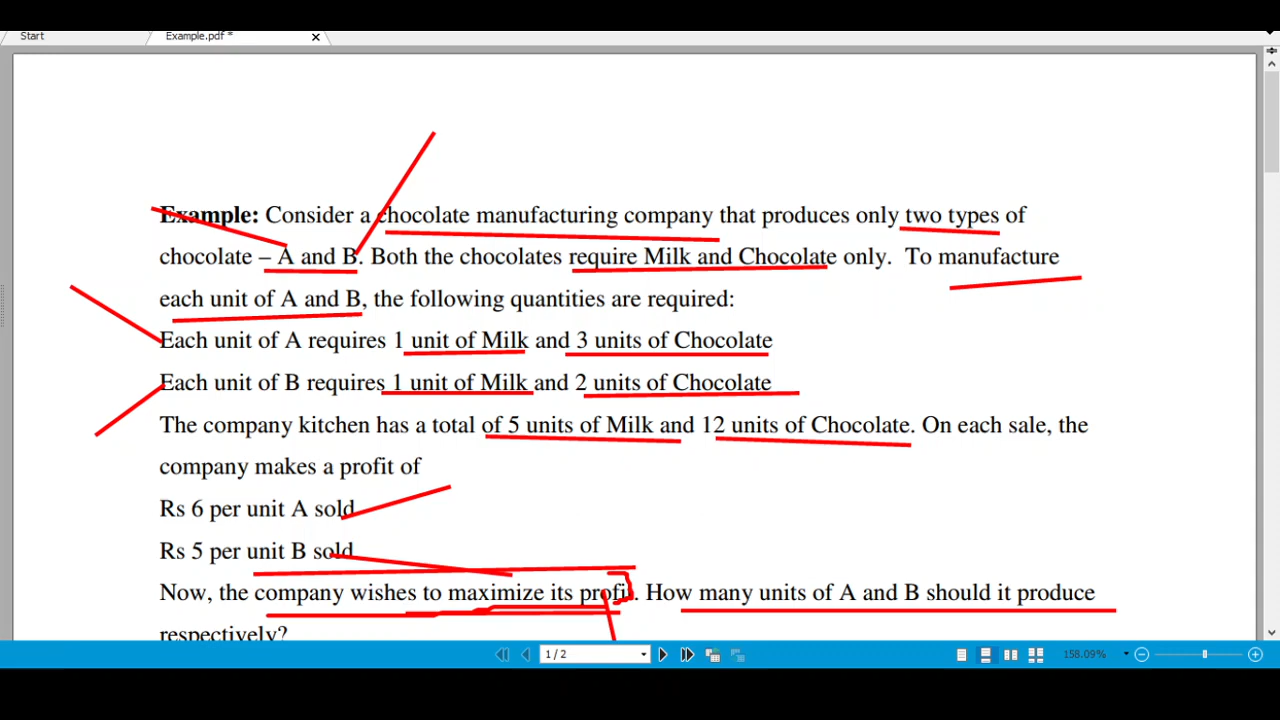 Start Example.pdf *
Example: Consider a chocolate manufacturing company that produces only two types of
chocolate – A and B. Both the chocolates require Milk and Chocolate only. To manufacture
each unit of A and B, the following quantities are required:
Each unit of A requires 1 unit of Milk and 3 units of Chocolate
Each unit of B requires 1 unit of Milk and 2 units of Chocolate
The company kitchen has a total of 5 units of Milk and 12 units of Chocolate. On each sale, the
company makes a profit of
Rs 6 per unit A sold
Rs 5 per unit B sold
Now, the company wishes to maximize its profit. How many units of A and B should it produce
respectively?
1 / 2 158.09%